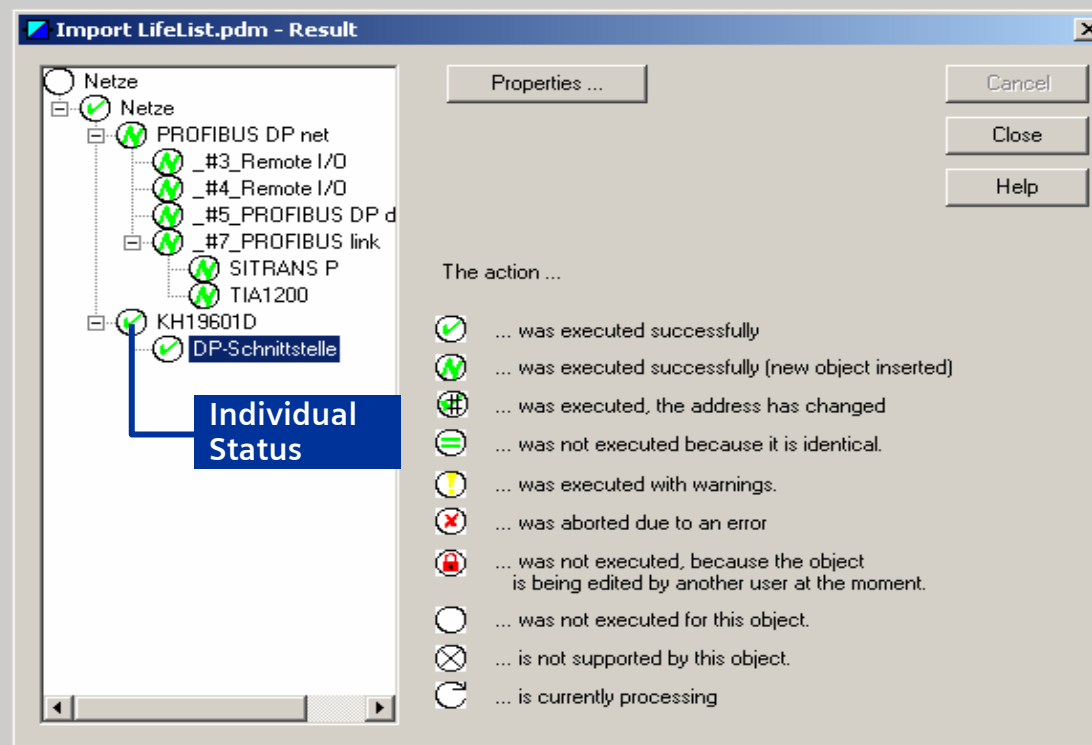 Import LifeList.pdm - Result
Netze
Netze
PROFIBUS DP net
_#3_Remote I/O
_#4_Remote I/O
_#5_PROFIBUS DP d
_#7_PROFIBUS link
SITRANS P
TIA1200
KH19601D
DP-Schnittstelle
Individual
Status
Properties ...
Cancel
Close
Help
The action ...
... was executed successfully
... was executed successfully (new object inserted)
... was executed, the address has changed
... was not executed because it is identical.
... was executed with warnings.
... was aborted due to an error
... was not executed, because the object
is being edited by another user at the moment.
... was not executed for this object.
... is not supported by this object.
... is currently processing